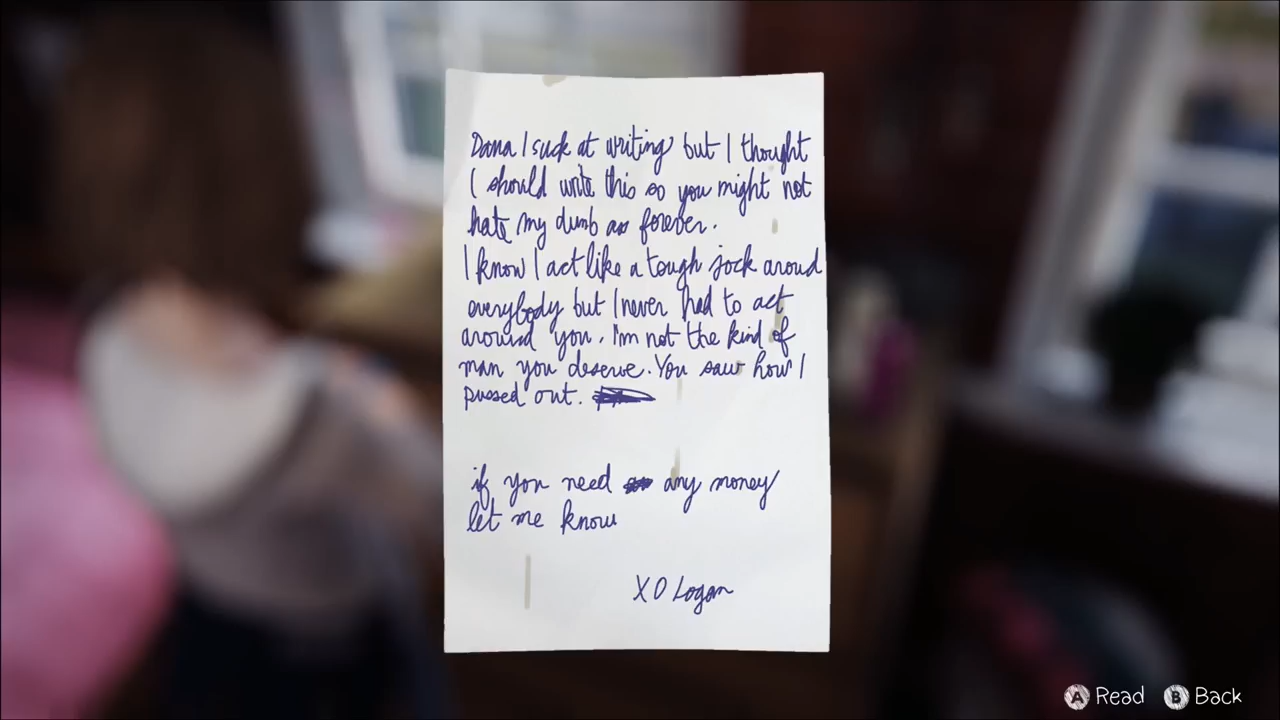 Dana I suck at writing but I thought
I should write this so you might not
hate my dumb ass forever.
I know I act like a tough jock aroud
everybody but I never had to act
around you. I'm not the kind of
man you deserve. You saw how I
pussed out.
if you need any money
let me know
XO Logan
A Read B Back